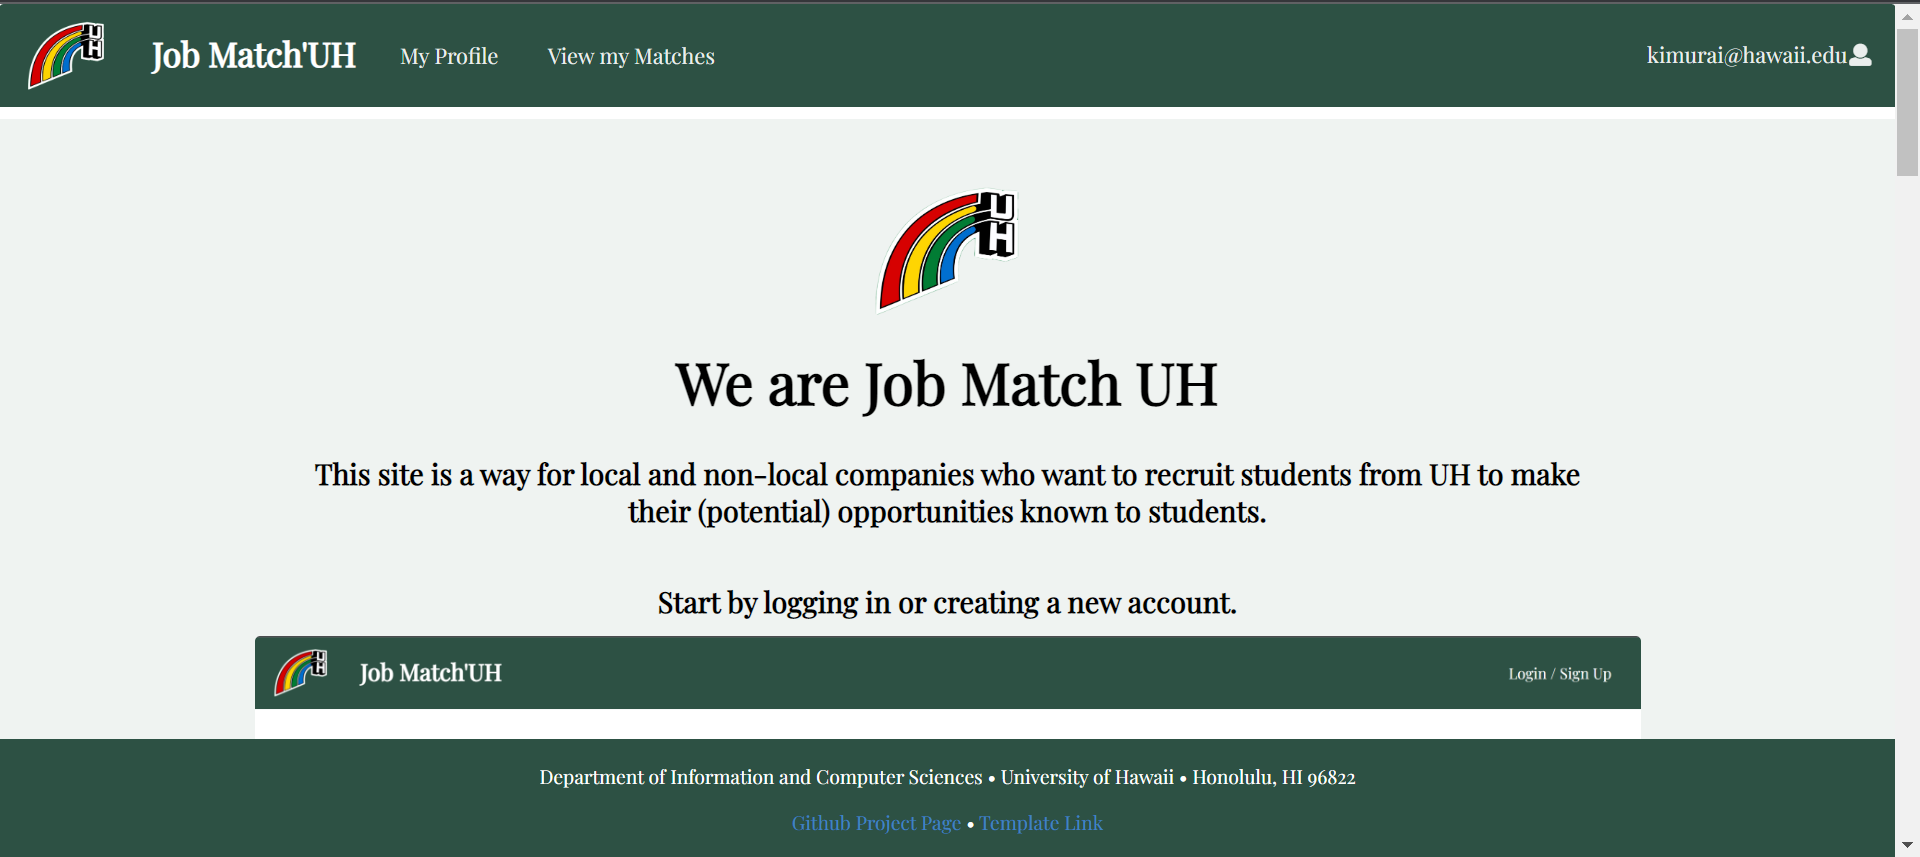 UH
Job Match'UH My Profile View my Matches kimurai@hawaii.edu
UH
We are Job Match UH
This site is a way for local and non-local companies who want to recruit students from UH to make
their (potential) opportunities known to students.
Start by logging in or creating a new account.
UH
Job Match'UH Login / Sign Up
Department of Information and Computer Sciences • University of Hawaii • Honolulu, HI 96822
Github Project Page • Template Link